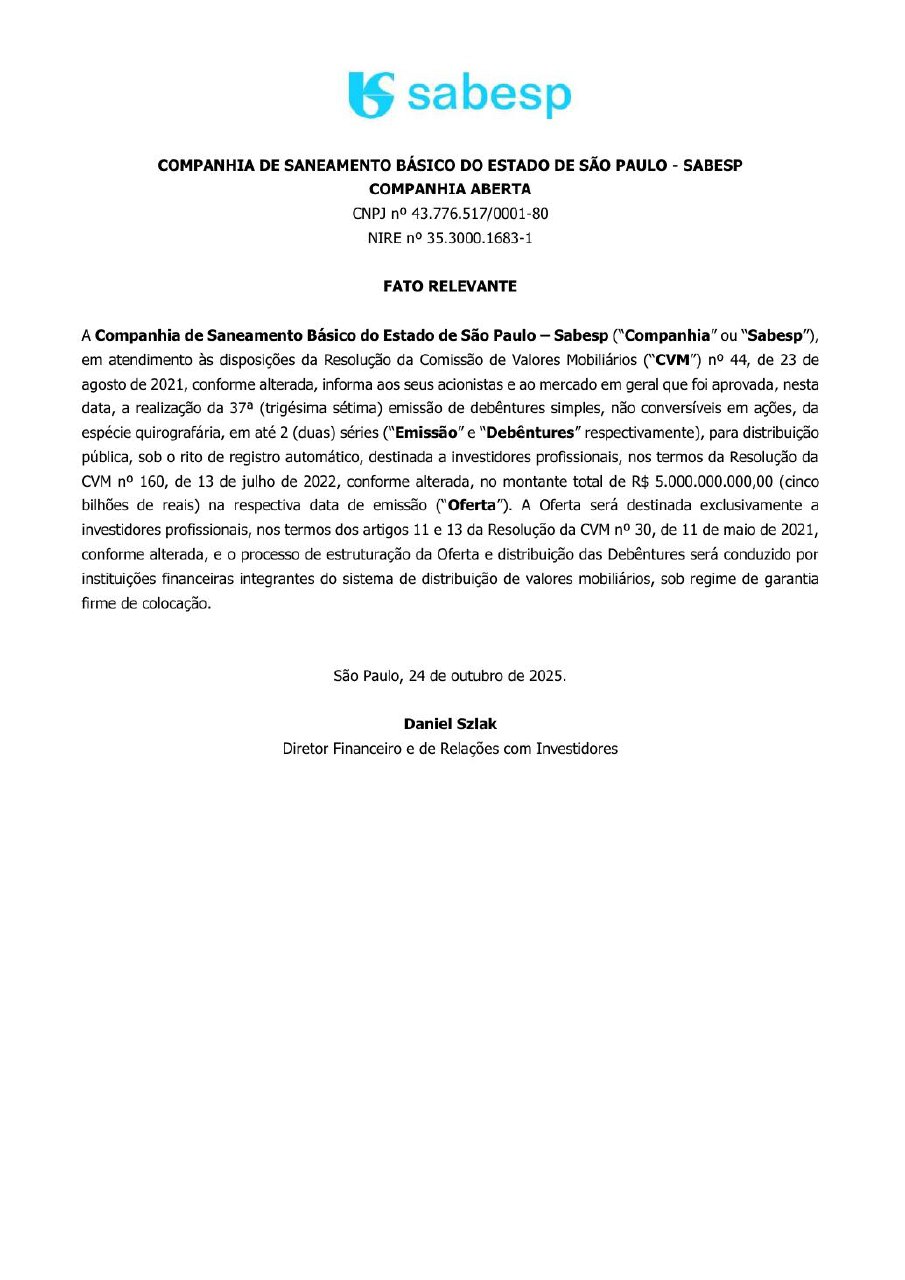 sabesp
COMPANHIA DE SANEAMENTO BÁSICO DO ESTADO DE SÃO PAULO - SABESP
COMPANHIA ABERTA
CNPJ nº 43.776.517/0001-80
NIRE nº 35.3000.1683-1
FATO RELEVANTE
A Companhia de Saneamento Básico do Estado de São Paulo – Sabesp (“Companhia” ou “Sabesp”),
em atendimento às disposições da Resolução da Comissão de Valores Mobiliários (“CVM”) nº 44, de 23 de
agosto de 2021, conforme alterada, informa aos seus acionistas e ao mercado em geral que foi aprovada, nesta
data, a realização da 37ª (trigésima sétima) emissão de debêntures simples, não conversíveis em ações, da
espécie quirografária, em até 2 (duas) séries (“Emissão” e “Debêntures” respectivamente), para distribuição
pública, sob o rito de registro automático, destinada a investidores profissionais, nos termos da Resolução da
CVM nº 160, de 13 de julho de 2022, conforme alterada, no montante total de R$ 5.000.000.000,00 (cinco
bilhões de reais) na respectiva data de emissão (“Oferta”). A Oferta será destinada exclusivamente a
investidores profissionais, nos termos dos artigos 11 e 13 da Resolução da CVM nº 30, de 11 de maio de 2021,
conforme alterada, e o processo de estruturação da Oferta e distribuição das Debêntures será conduzido por
instituições financeiras integrantes do sistema de distribuição de valores mobiliários, sob regime de garantia
firme de colocação.
São Paulo, 24 de outubro de 2025.
Daniel Szlak
Diretor Financeiro e de Relações com Investidores